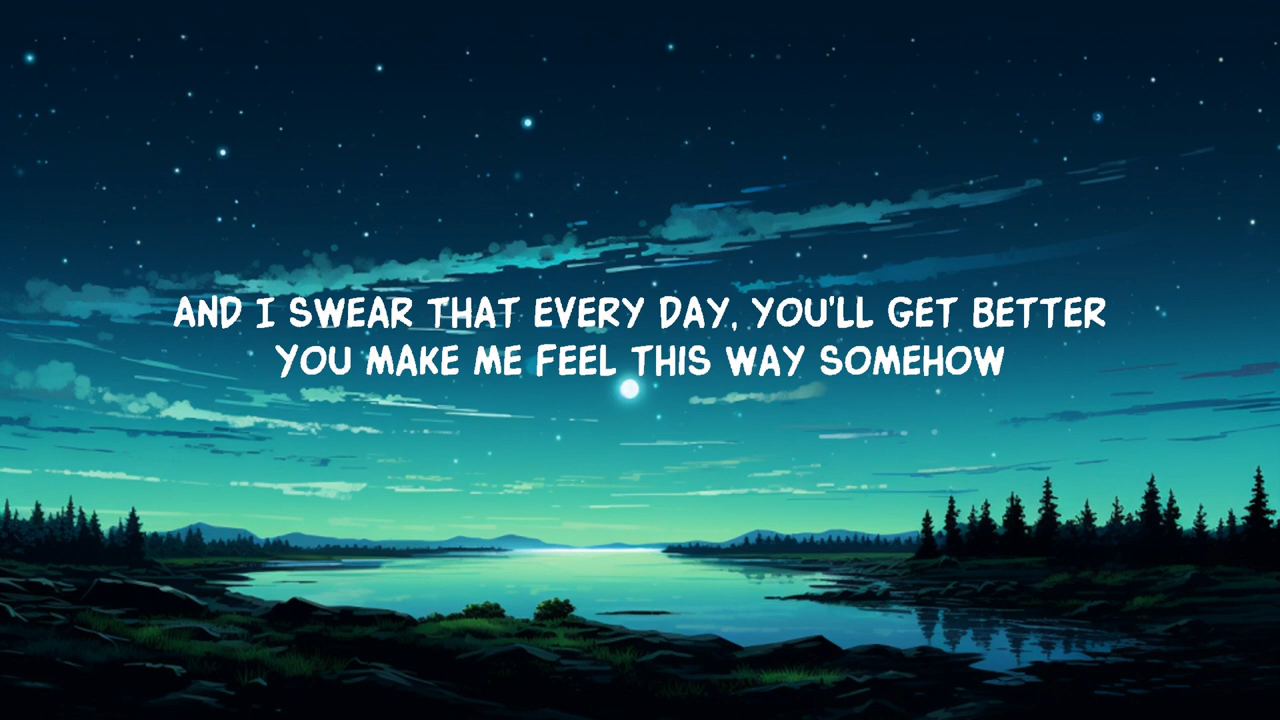 AND I SWEAR THAT EVERY DAY, YOU'LL GET BETTER
YOU MAKE ME FEEL THIS WAY SOMEHOW